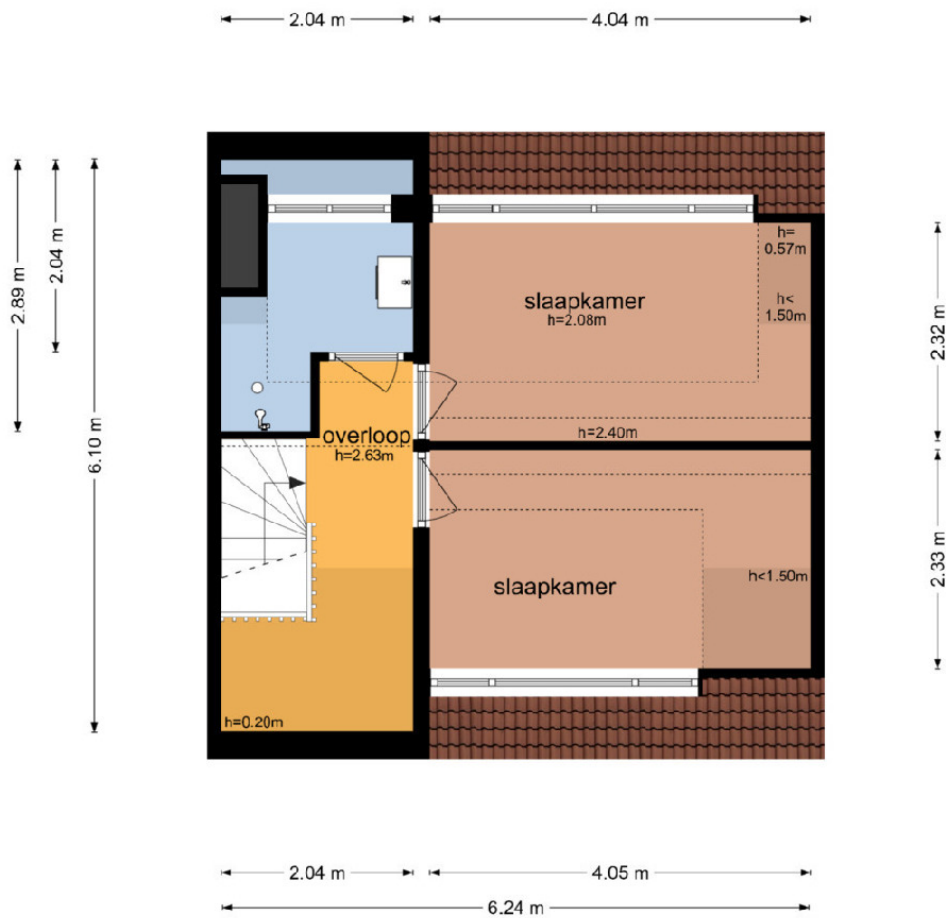 2.04 m
4.04 m
2.89 m
2.04 m
6.10 m
h=
0.57m
slaapkamer
h=2.08m
h<
1.50m
2.32 m
overloop
h=2.63m
h=2.40m
slaapkamer
h<1.50m
2.33 m
h=0.20m
2.04 m
4.05 m
6.24 m